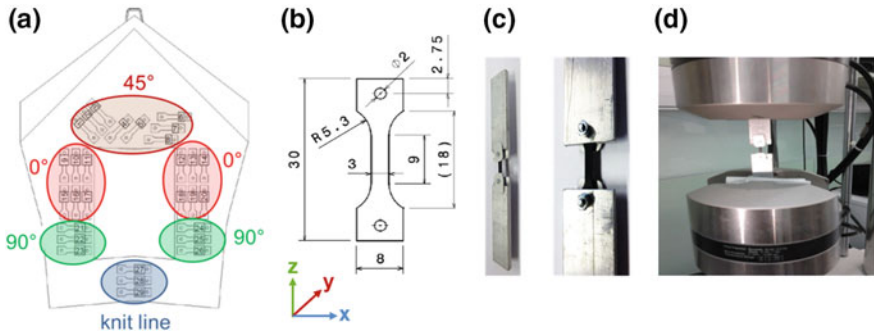 (a)
45°
0°
0°
90°
90°
knit line
(b)
∅2
2.75
R5.3
30
3
9
(18)
8
z
y
x
(c)
(d)